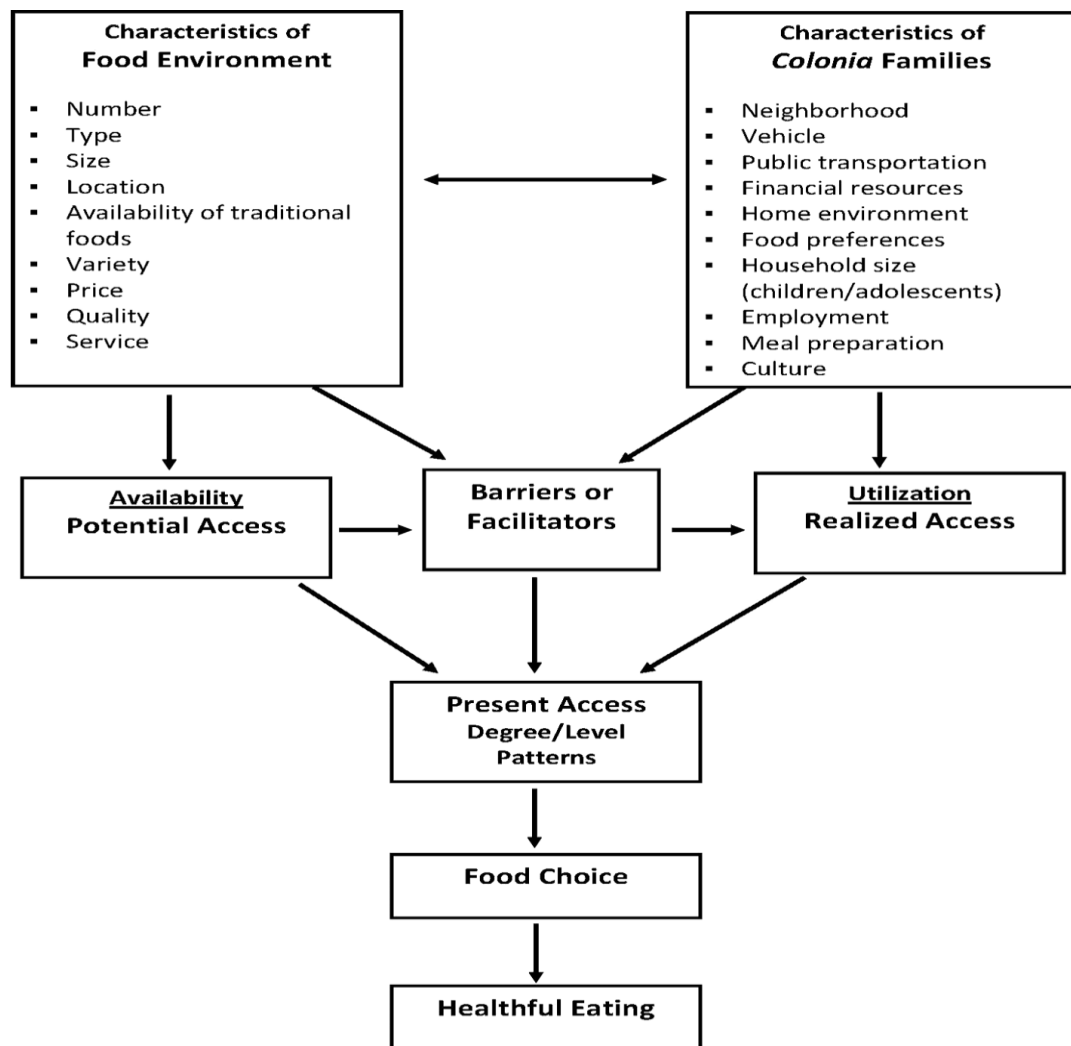 Characteristics of
Food Environment
▪ Number
▪ Type
▪ Size
▪ Location
▪ Availability of traditional
foods
▪ Variety
▪ Price
▪ Quality
▪ Service
Characteristics of
Colonia Families
▪ Neighborhood
▪ Vehicle
▪ Public transportation
▪ Financial resources
▪ Home environment
▪ Food preferences
▪ Household size
(children/adolescents)
▪ Employment
▪ Meal preparation
▪ Culture
Availability
Potential Access
Barriers or
Facilitators
Utilization
Realized Access
Present Access
Degree/Level
Patterns
Food Choice
Healthful Eating